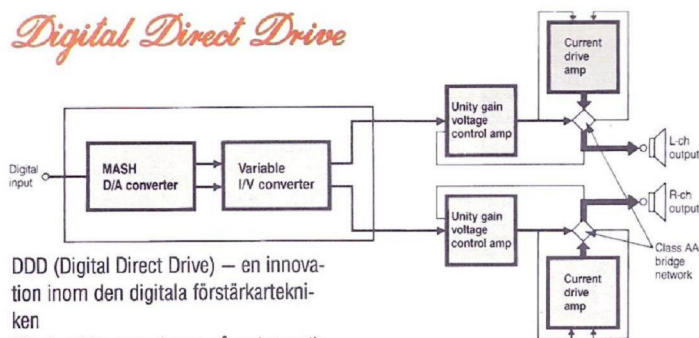 Digital Direct Drive
Current
drive
amp
Unity gain
voltage
control amp
L-ch
output
Digital
input
MASH
D/A converter
Variable
I/V converter
R-ch
output
Unity gain
voltage
control amp
Class AA
bridge
network
Current
drive
amp
DDD (Digital Direct Drive) – en innova-
tion inom den digitala förstärkartekni-
ken